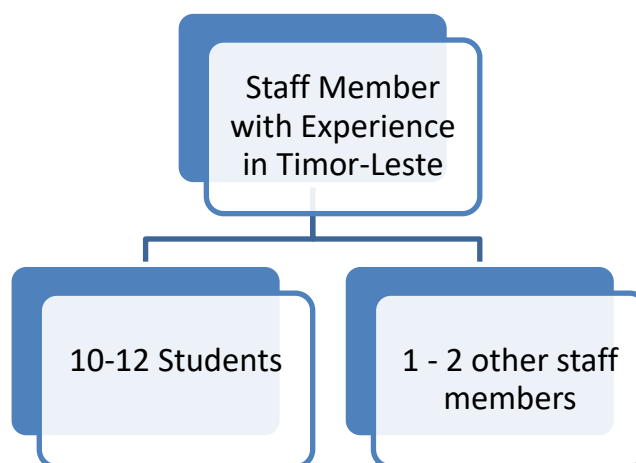 Staff Member
with Experience
in Timor-Leste
10-12 Students
1 - 2 other staff
members